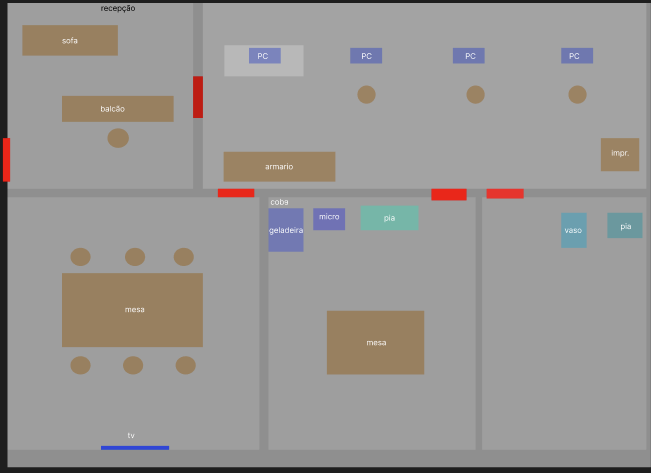 recepção
sofa
balcão
PC
PC
PC
PC
armario
impr.
coba
geladeira
micro
pia
vaso
pia
mesa
mesa
tv